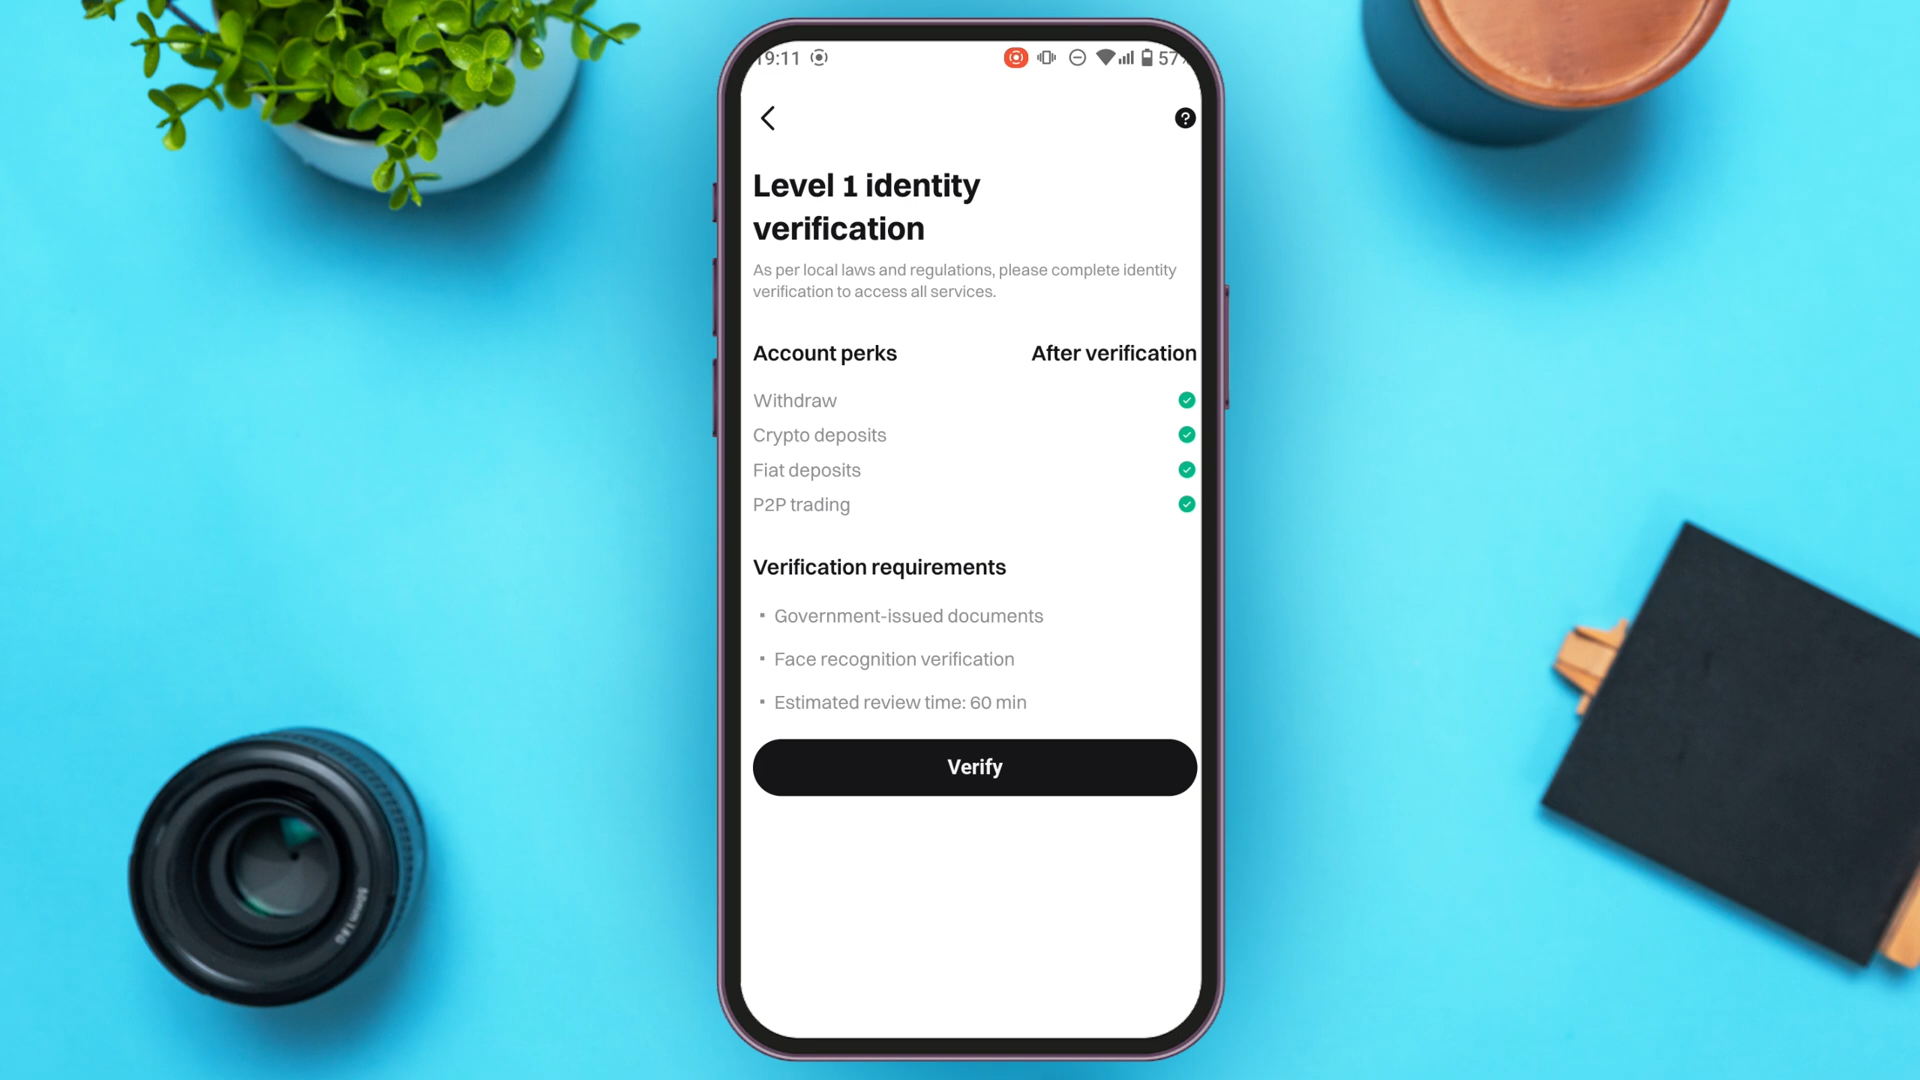 19:11 57%
Level 1 identity
verification
As per local laws and regulations, please complete identity
verification to access all services.
Account perks After verification
Withdraw
Crypto deposits
Fiat deposits
P2P trading
Verification requirements
▪ Government-issued documents
▪ Face recognition verification
▪ Estimated review time: 60 min
Verify